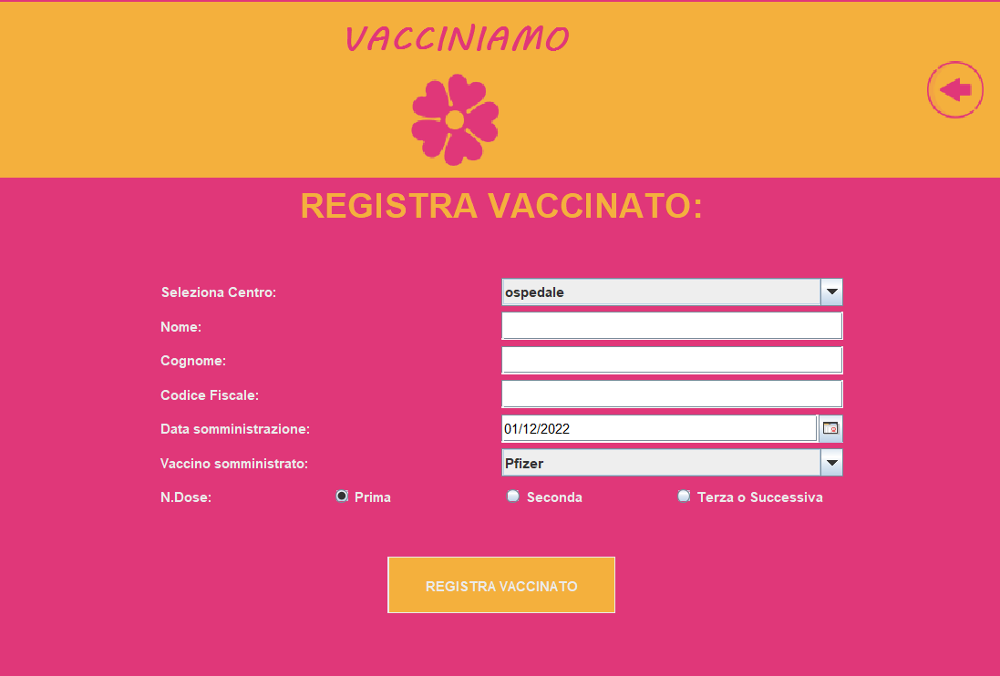 VACCINIAMO
REGISTRA VACCINATO:
Seleziona Centro: ospedale
Nome:
Cognome:
Codice Fiscale:
Data somministrazione: 01/12/2022
Vaccino somministrato: Pfizer
N.Dose: Prima Seconda Terza o Successiva
REGISTRA VACCINATO